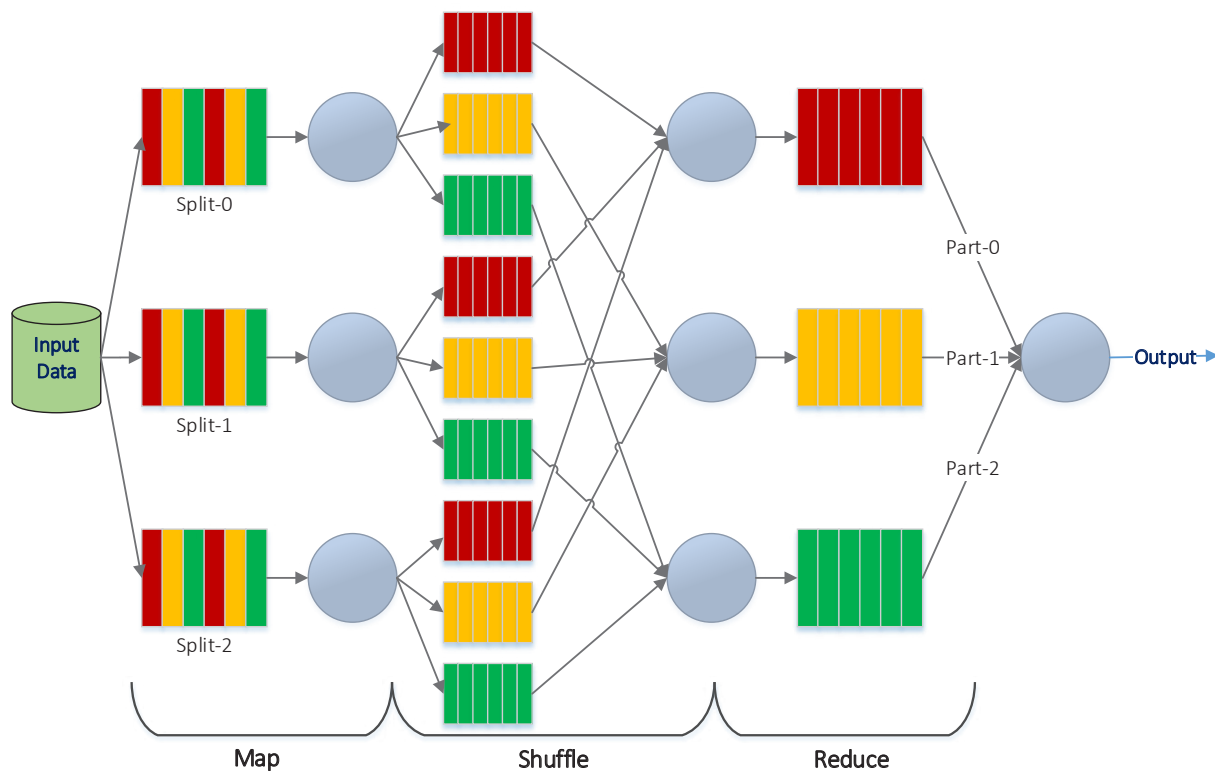 Input
Data
Split-0
Split-1
Split-2
Part-0
Part-1
Part-2
Output
Map
Shuffle
Reduce